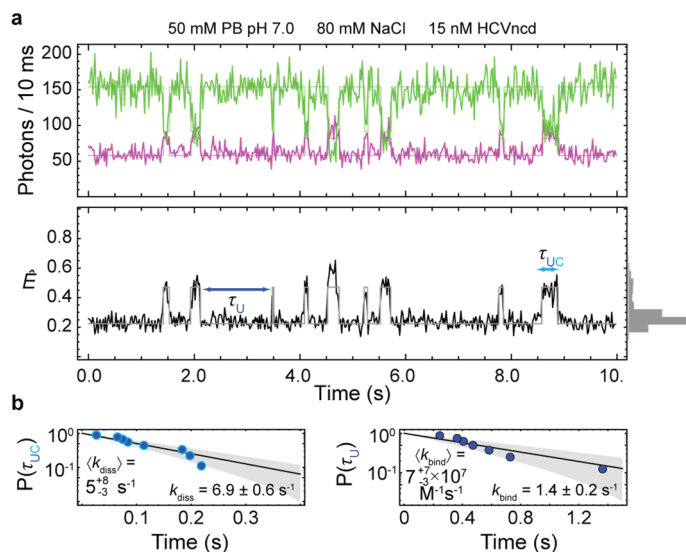 a
50 mM PB pH 7.0 80 mM NaCl 15 nM HCVncd
Photons / 10 ms
200
150
100
50
E
0.8
0.6
0.4
0.2
τU
τUC
0.0 2.0 4.0 6.0 8.0 10.
Time (s)
b
P(τUC)
10⁰
10⁻¹
⟨kdiss⟩ =
5 +8 −3 s⁻¹
kdiss = 6.9 ± 0.6 s⁻¹
0.1 0.3
Time (s)
P(τU)
10⁰
10⁻¹
⟨kbind⟩ =
7 +7 −3 ×10⁷
M⁻¹s⁻¹
kbind = 1.4 ± 0.2 s⁻¹
0 0.4 0.8 1.2
Time (s)